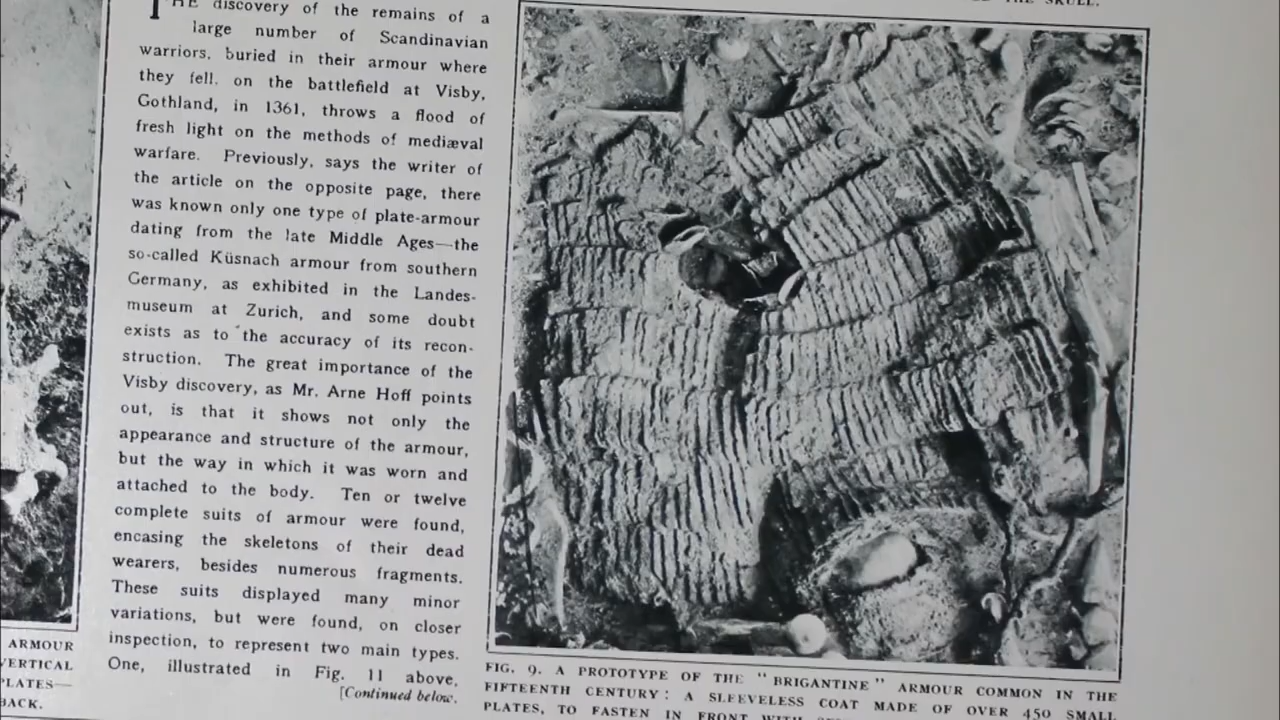 THE SKULL.
THE discovery of the remains of a
large number of Scandinavian
warriors, buried in their armour where
they fell, on the battlefield at Visby,
Gothland, in 1361, throws a flood of
fresh light on the methods of mediæval
warfare. Previously, says the writer of
the article on the opposite page, there
was known only one type of plate-armour
dating from the late Middle Ages—the
so-called Küsnach armour from southern
Germany, as exhibited in the Landes-
museum at Zurich, and some doubt
exists as to the accuracy of its recon-
struction. The great importance of the
Visby discovery, as Mr. Arne Hoff points
out, is that it shows not only the
appearance and structure of the armour,
but the way in which it was worn and
attached to the body. Ten or twelve
complete suits of armour were found,
encasing the skeletons of their dead
wearers, besides numerous fragments.
These suits displayed many minor
variations, but were found, on closer
inspection, to represent two main types.
One, illustrated in Fig. 11 above,
[Continued below.
ARMOUR
VERTICAL
PLATES—
BACK.
FIG. 9. A PROTOTYPE OF THE "BRIGANTINE" ARMOUR COMMON IN THE
FIFTEENTH CENTURY: A SLEEVELESS COAT MADE OF OVER 450 SMALL
PLATES, TO FASTEN IN FRONT WITH